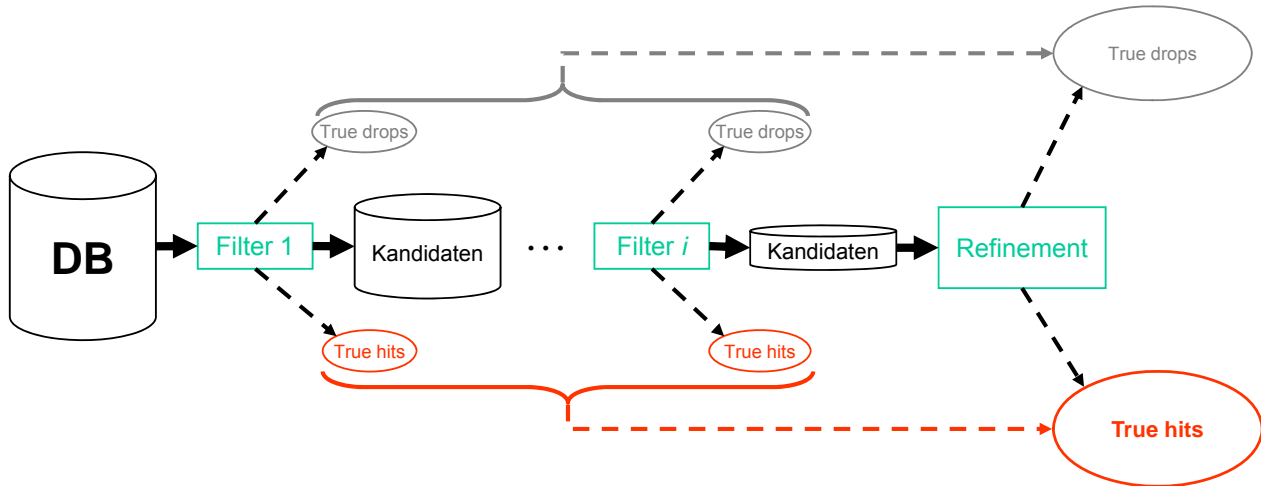 True drops
True drops
True drops
DB
Filter 1
Kandidaten
...
Filter i
Kandidaten
Refinement
True hits
True hits
True hits